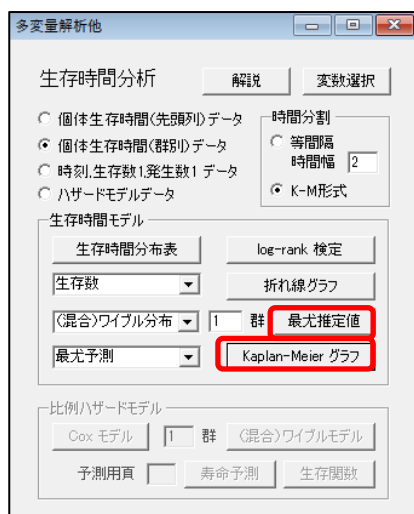 多変量解析他
生存時間分析 解説 変数選択
個体生存時間(先頭列)データ
個体生存時間(群別)データ
時刻,生存数1,発生数1 データ
ハザードモデルデータ
時間分割
等間隔
時間幅 2
K-M形式
生存時間モデル
生存時間分布表 log-rank 検定
生存数 折れ線グラフ
(混合)ワイブル分布 1 群 最尤推定値
最尤予測 Kaplan-Meier グラフ
比例ハザードモデル
Cox モデル 1 群 (混合)ワイブルモデル
予測用頁 寿命予測 生存関数